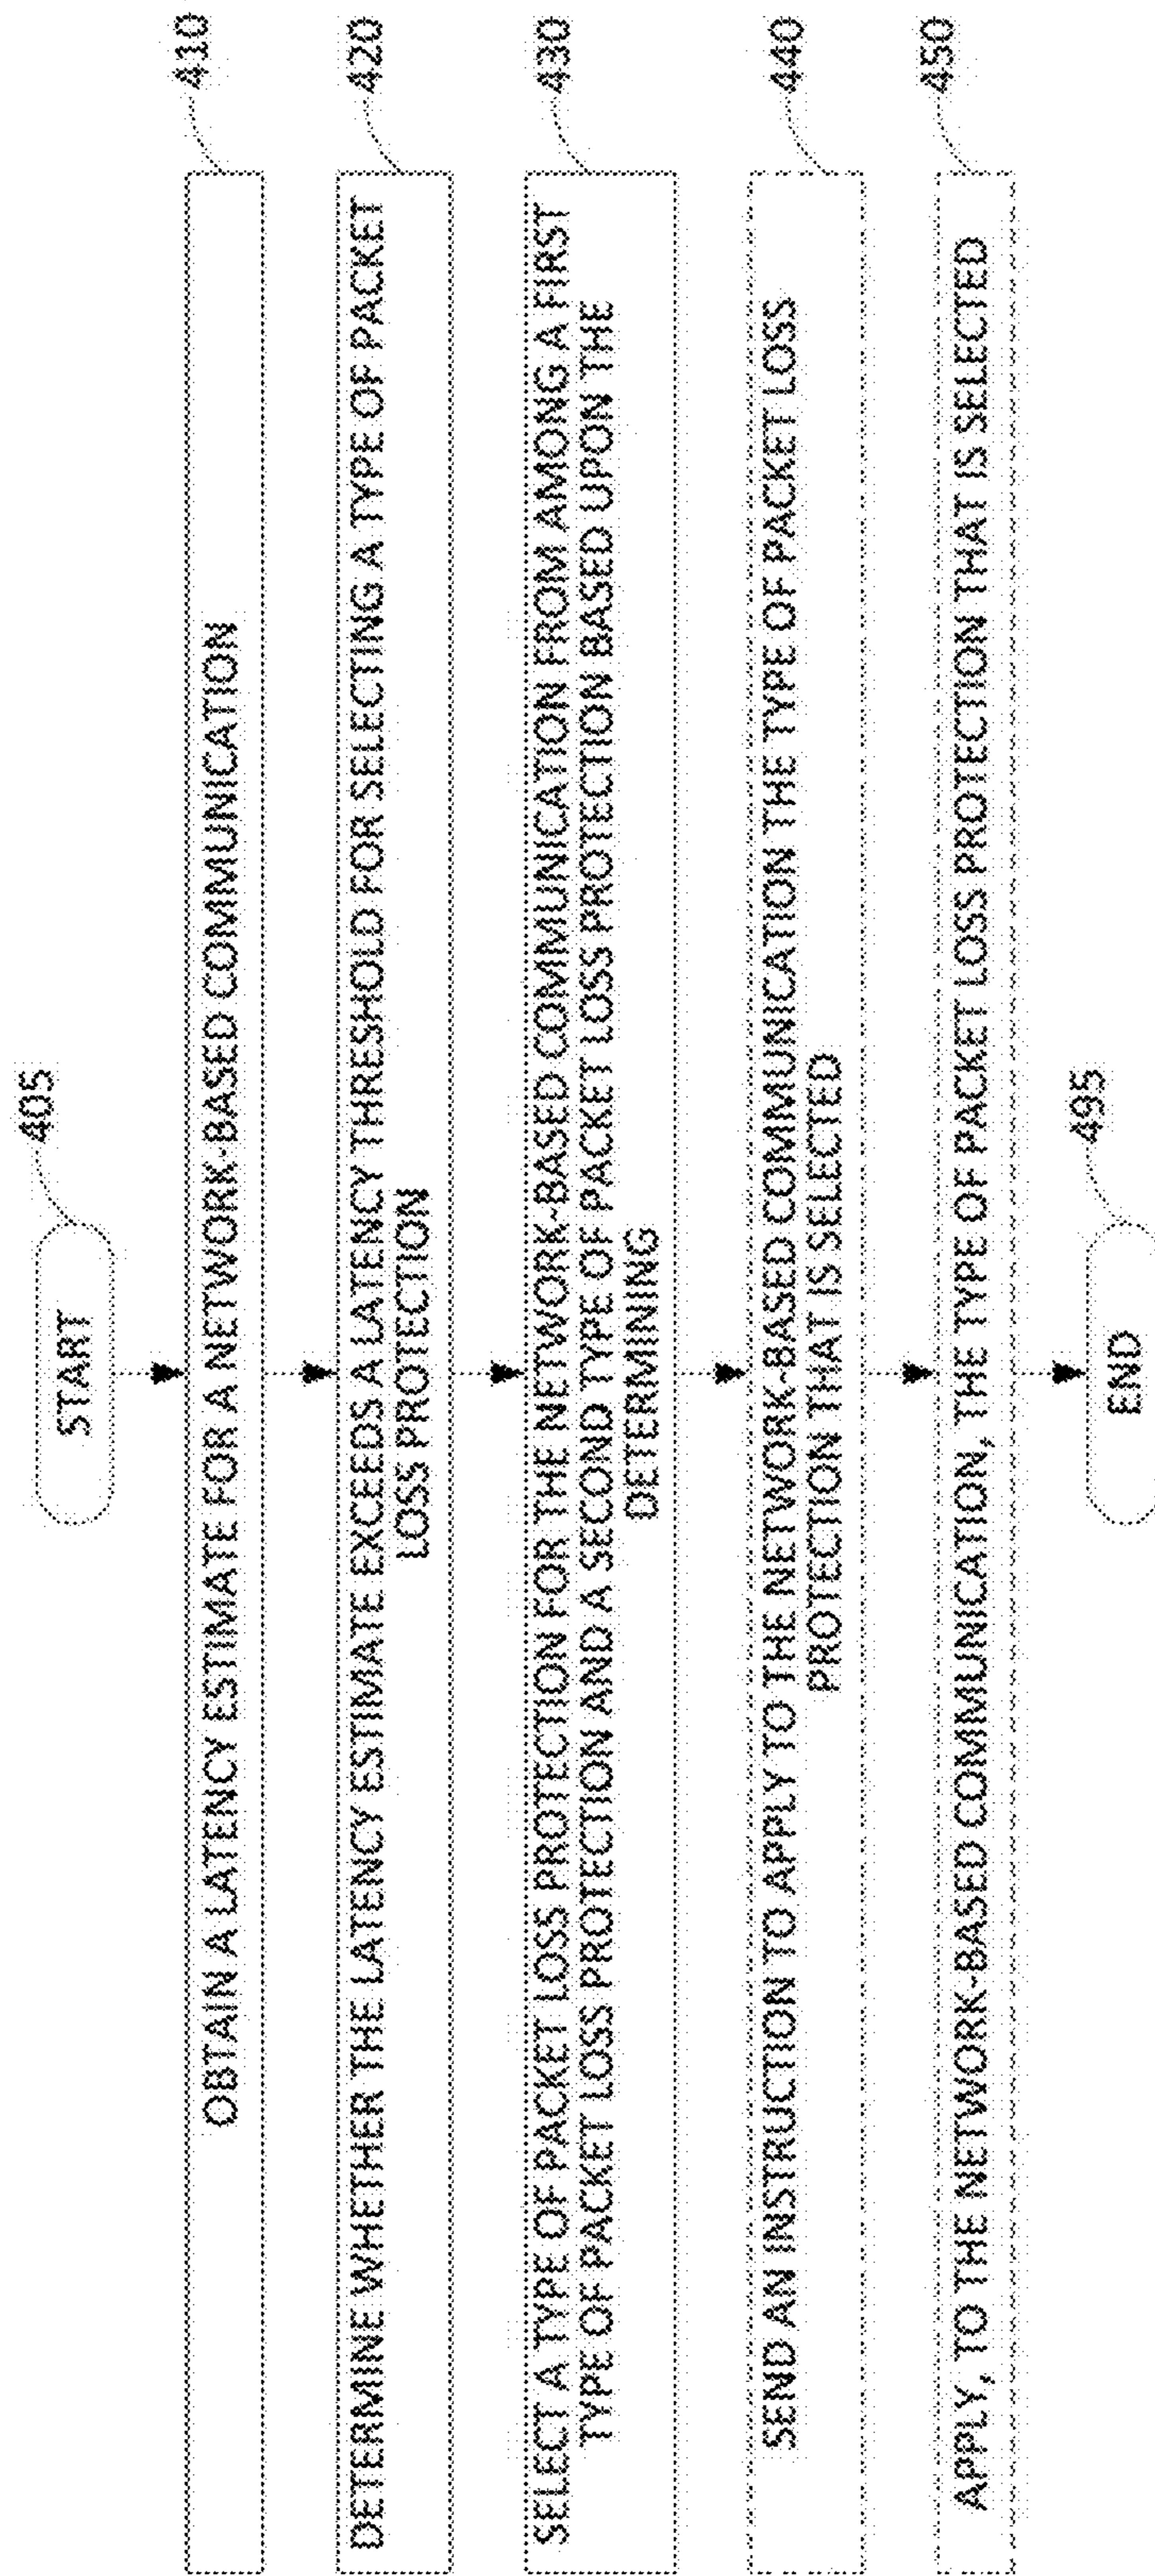 405
START
410
OBTAIN A LATENCY ESTIMATE FOR A NETWORK-BASED COMMUNICATION
420
DETERMINE WHETHER THE LATENCY ESTIMATE EXCEEDS A LATENCY THRESHOLD FOR SELECTING A TYPE OF PACKET
LOSS PROTECTION
430
SELECT A TYPE OF PACKET LOSS PROTECTION FOR THE NETWORK-BASED COMMUNICATION FROM AMONG A FIRST
TYPE OF PACKET LOSS PROTECTION AND A SECOND TYPE OF PACKET LOSS PROTECTION BASED UPON THE
DETERMINING
440
SEND AN INSTRUCTION TO APPLY TO THE NETWORK-BASED COMMUNICATION THE TYPE OF PACKET LOSS
PROTECTION THAT IS SELECTED
450
APPLY, TO THE NETWORK-BASED COMMUNICATION, THE TYPE OF PACKET LOSS PROTECTION THAT IS SELECTED
495
END